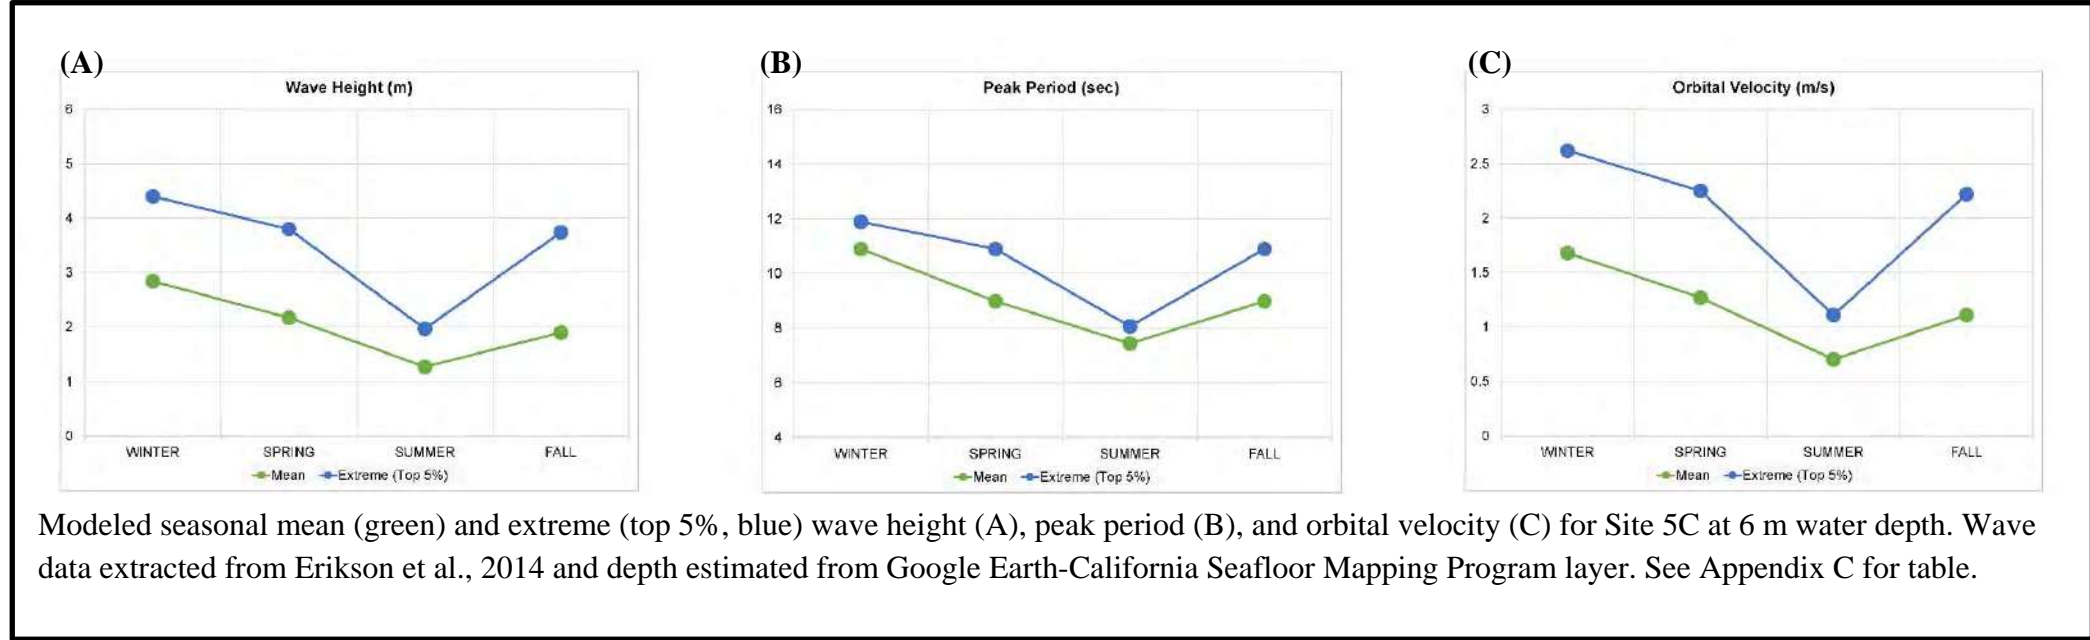 (A)
Wave Height (m)
6
5
4
3
2
1
0
WINTER SPRING SUMMER FALL
Mean Extreme (Top 5%)
(B)
Peak Period (sec)
16
14
12
10
8
6
4
WINTER SPRING SUMMER FALL
Mean Extreme (Top 5%)
(C)
Orbital Velocity (m/s)
3
2.5
2
1.5
1
0.5
0
WINTER SPRING SUMMER FALL
Mean Extreme (Top 5%)
Modeled seasonal mean (green) and extreme (top 5%, blue) wave height (A), peak period (B), and orbital velocity (C) for Site 5C at 6 m water depth. Wave
data extracted from Erikson et al., 2014 and depth estimated from Google Earth-California Seafloor Mapping Program layer. See Appendix C for table.